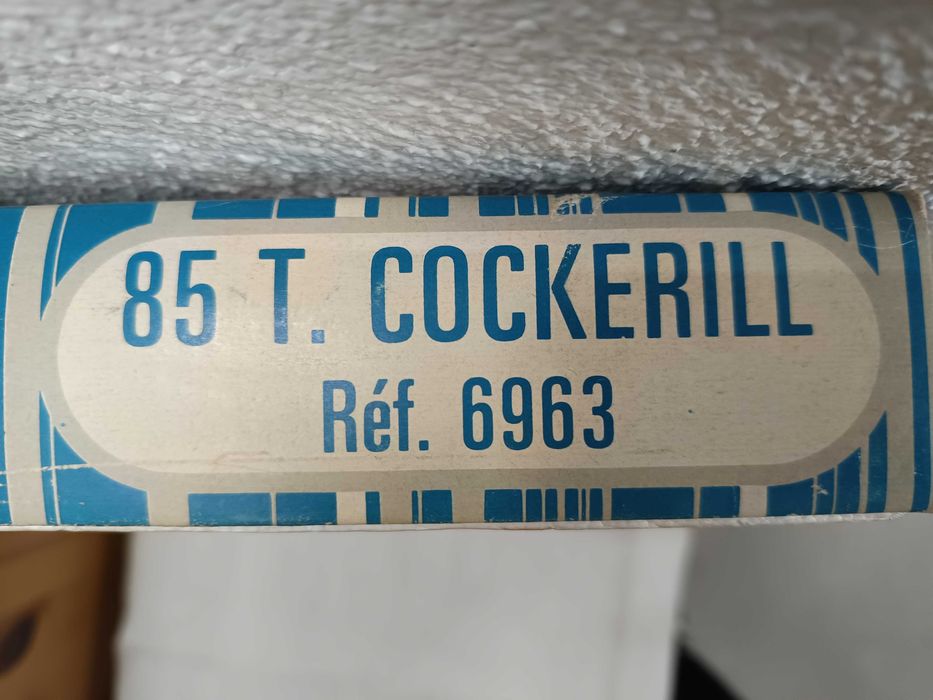 85 T. COCKERILL
Réf. 6963